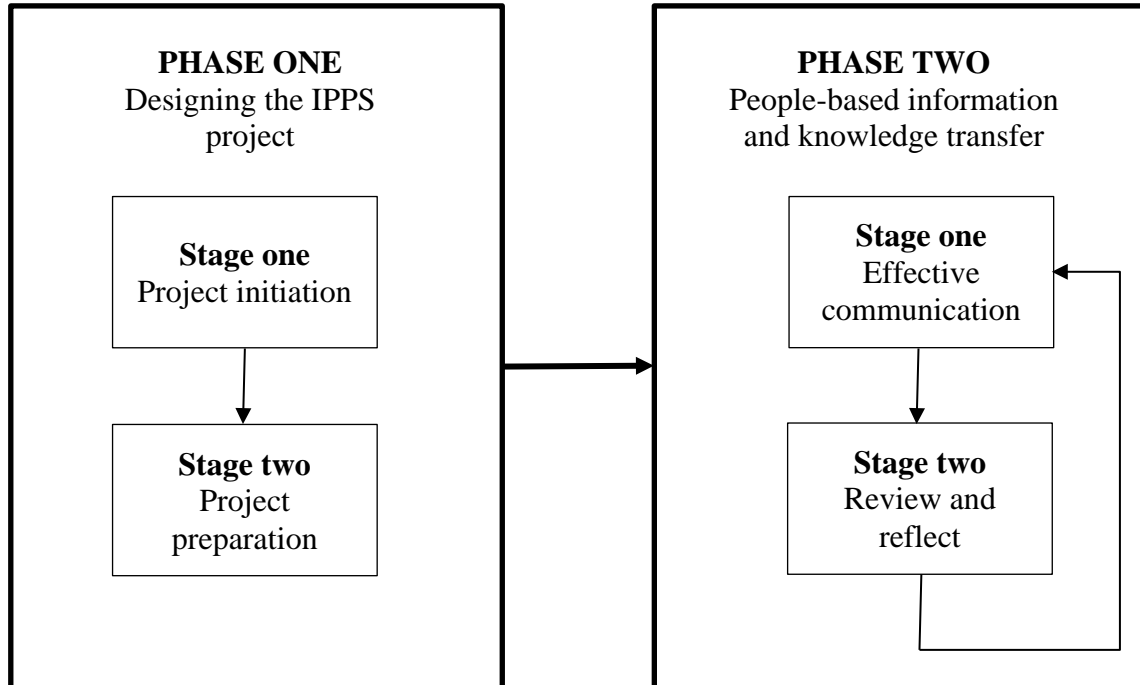 PHASE ONE
Designing the IPPS
project
Stage one
Project initiation
Stage two
Project
preparation
PHASE TWO
People-based information
and knowledge transfer
Stage one
Effective
communication
Stage two
Review and
reflect